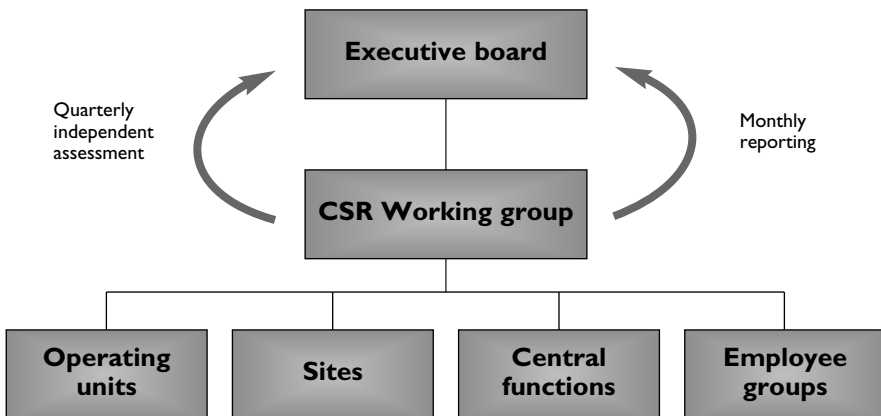 Executive board
Quarterly
independent
assessment
Monthly
reporting
CSR Working group
Operating
units
Sites
Central
functions
Employee
groups